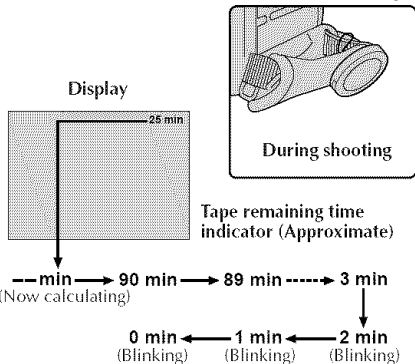 Display
25 min
During shooting
Tape remaining time
indicator (Approximate)
--- min 90 min 89 min 3 min
(Now calculating)
0 min 1 min 2 min
(Blinking) (Blinking) (Blinking)